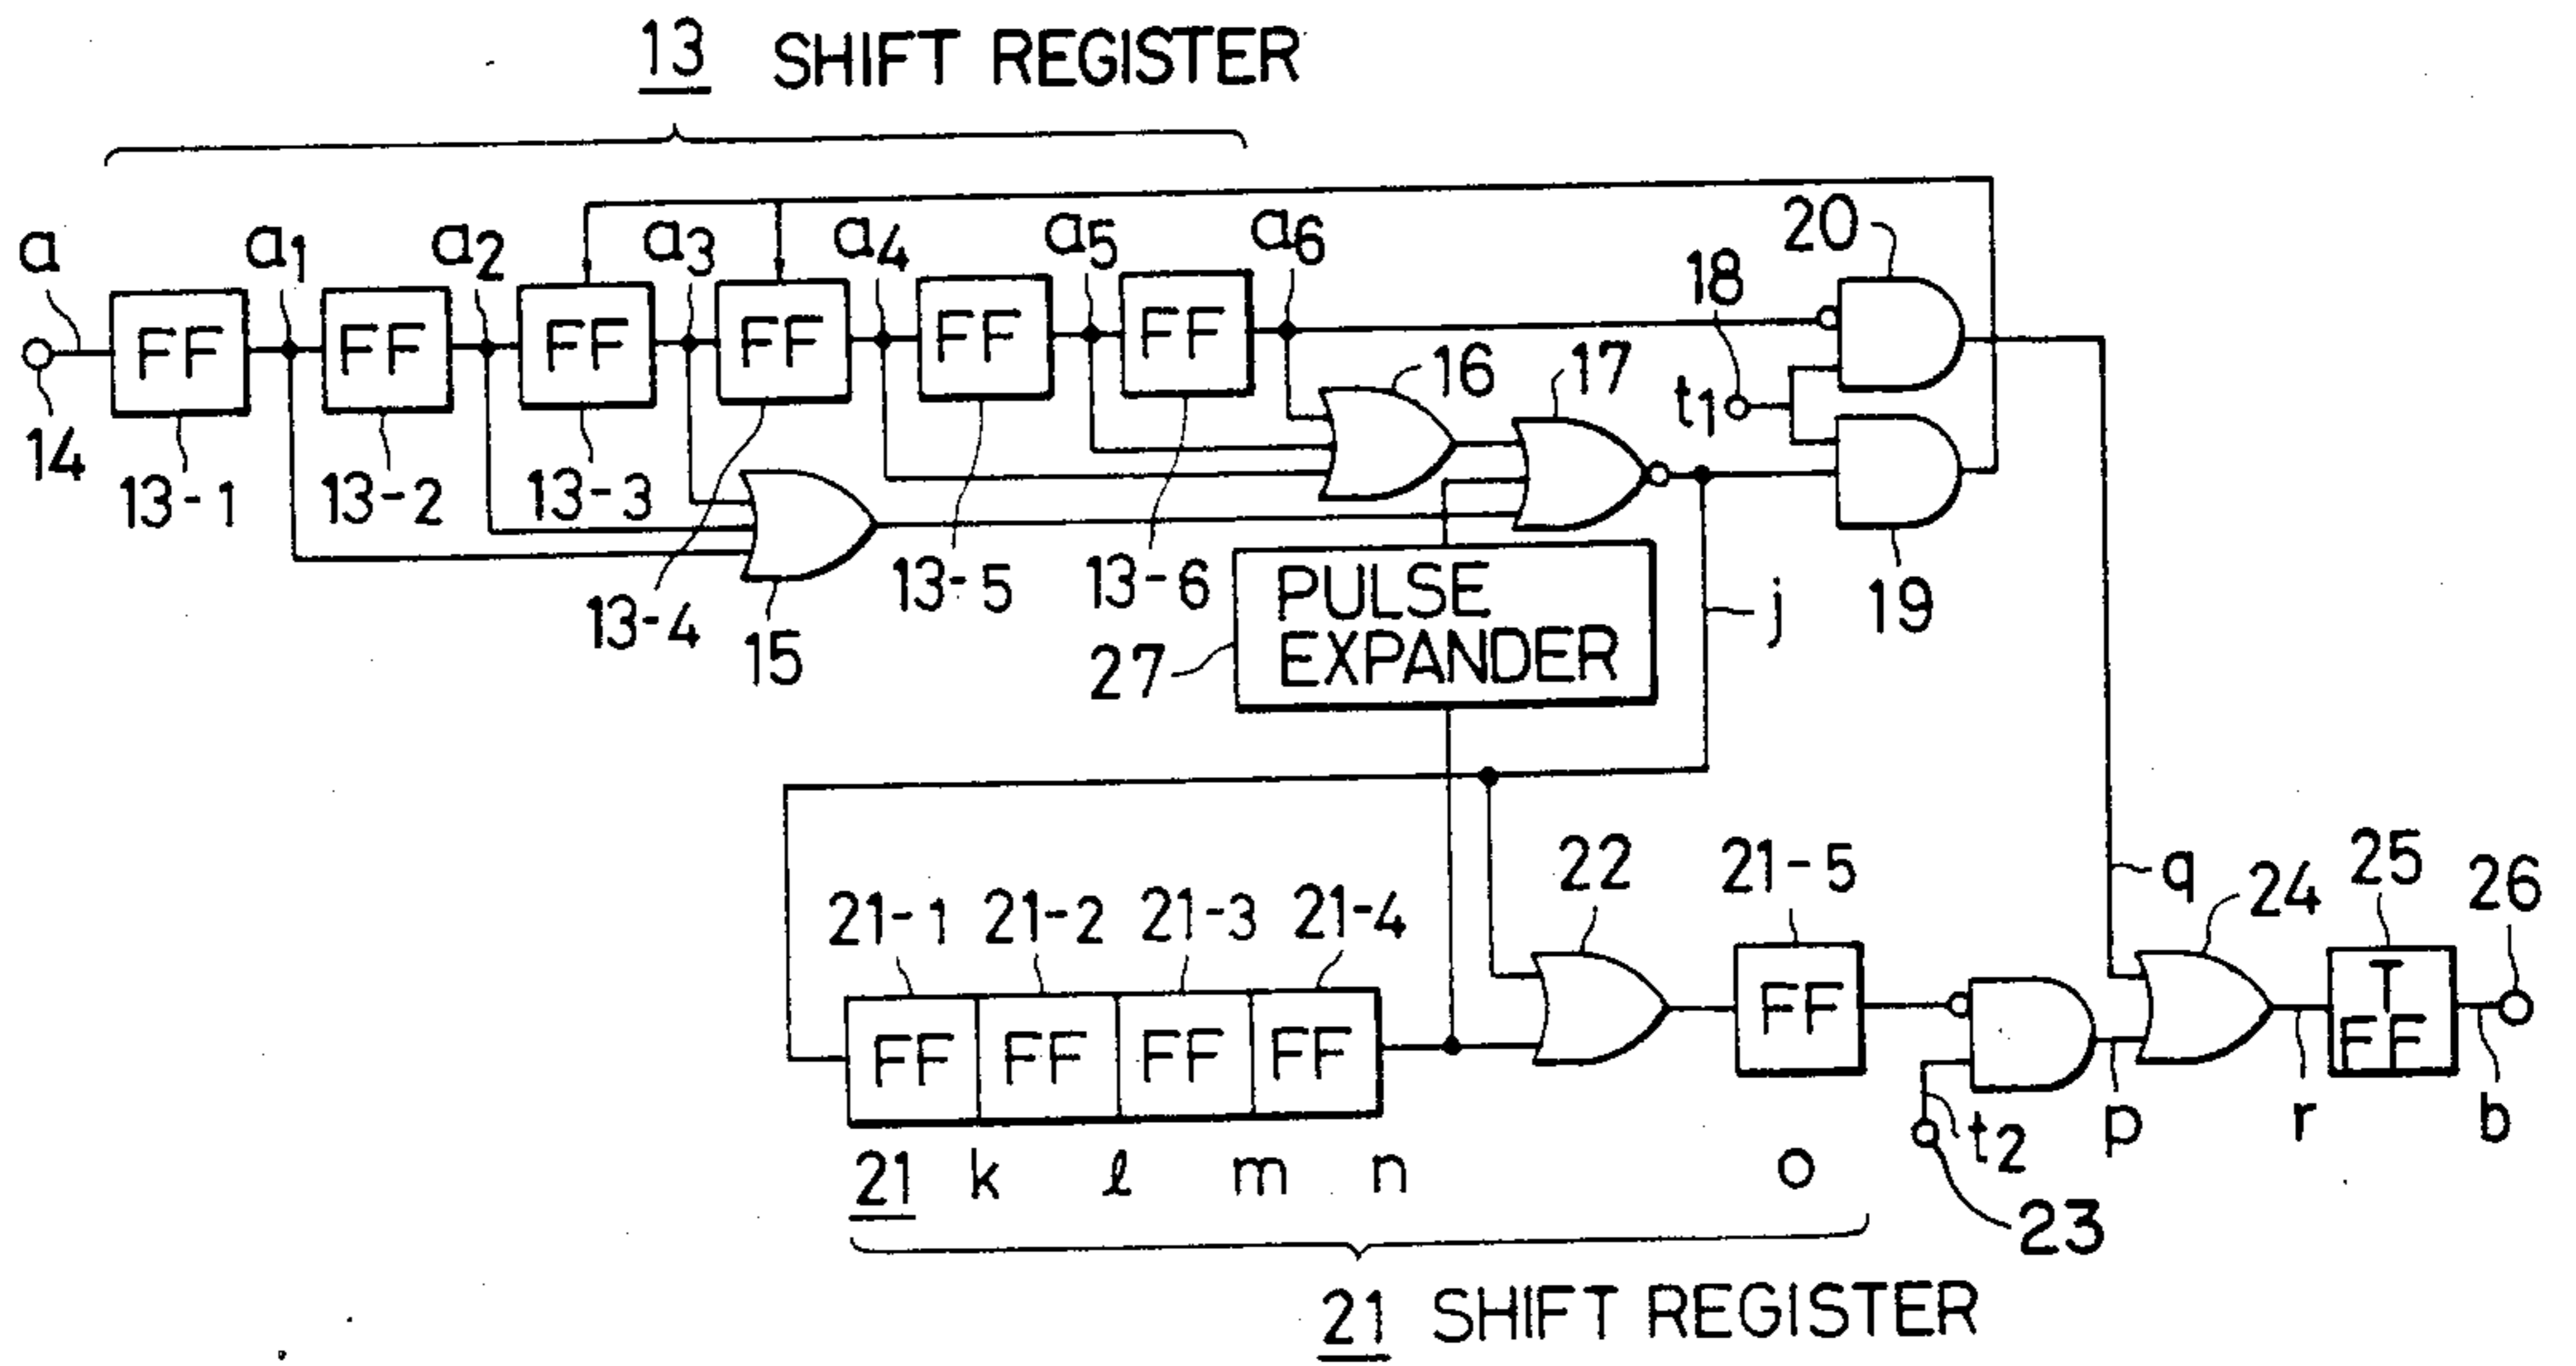 13 SHIFT REGISTER
a
a1
a2
a3
a4
a5
a6
20
18
FF
FF
FF
FF
FF
FF
16
17
t1
14
13-1
13-2
13-3
13-4
15
13-5
13-6
PULSE
EXPANDER
27
j
19
21-1
21-2
21-3
21-4
22
21-5
q
24
25
26
FF
FF
FF
FF
FF
T
FF
21
k
l
m
n
o
t2
p
r
b
23
21 SHIFT REGISTER